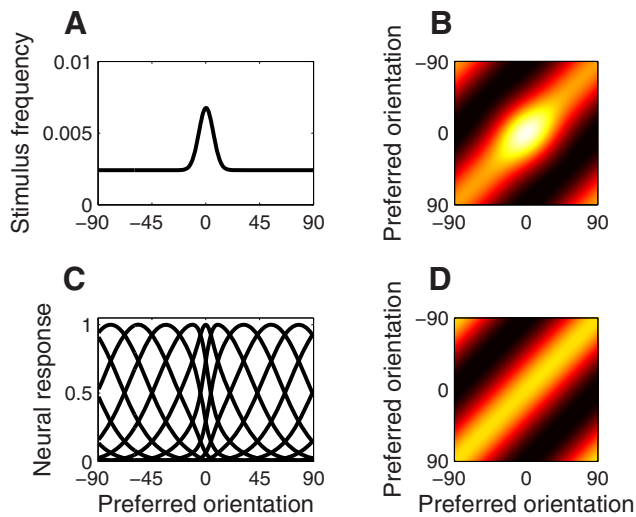 A
Stimulus frequency
0.01
0.005
0
−90 −45 0 45 90
B
Preferred orientation
−90
0
90
−90 0 90
C
Neural response
1
0.5
0
−90 −45 0 45 90
Preferred orientation
D
Preferred orientation
−90
0
90
−90 0 90
Preferred orientation